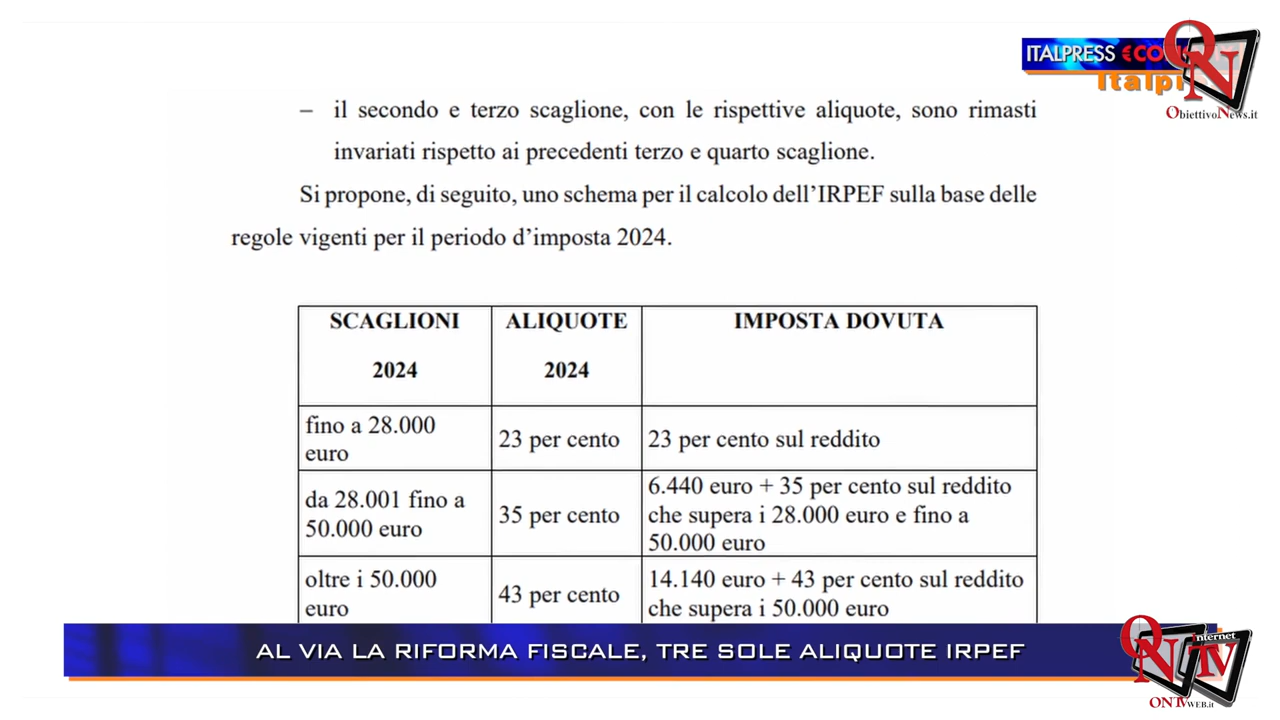 ITALPRESS €CO
Italpr
QN
ObiettivoNews.it
– il secondo e terzo scaglione, con le rispettive aliquote, sono rimasti
invariati rispetto ai precedenti terzo e quarto scaglione.
Si propone, di seguito, uno schema per il calcolo dell’IRPEF sulla base delle
regole vigenti per il periodo d’imposta 2024.
SCAGLIONI
2024
ALIQUOTE
2024
IMPOSTA DOVUTA
fino a 28.000
euro
23 per cento
23 per cento sul reddito
da 28.001 fino a
50.000 euro
35 per cento
6.440 euro + 35 per cento sul reddito
che supera i 28.000 euro e fino a
50.000 euro
oltre i 50.000
euro
43 per cento
14.140 euro + 43 per cento sul reddito
che supera i 50.000 euro
AL VIA LA RIFORMA FISCALE, TRE SOLE ALIQUOTE IRPEF
QN Internet
TV
ONTVWEB.it